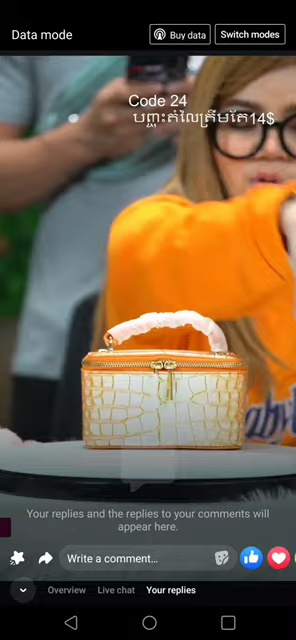 Data mode
Buy data
Switch modes
Code 24
បញ្ចុះតំលៃត្រឹមតែ14$
Your replies and the replies to your comments will
appear here.
Write a comment…
Overview
Live chat
Your replies